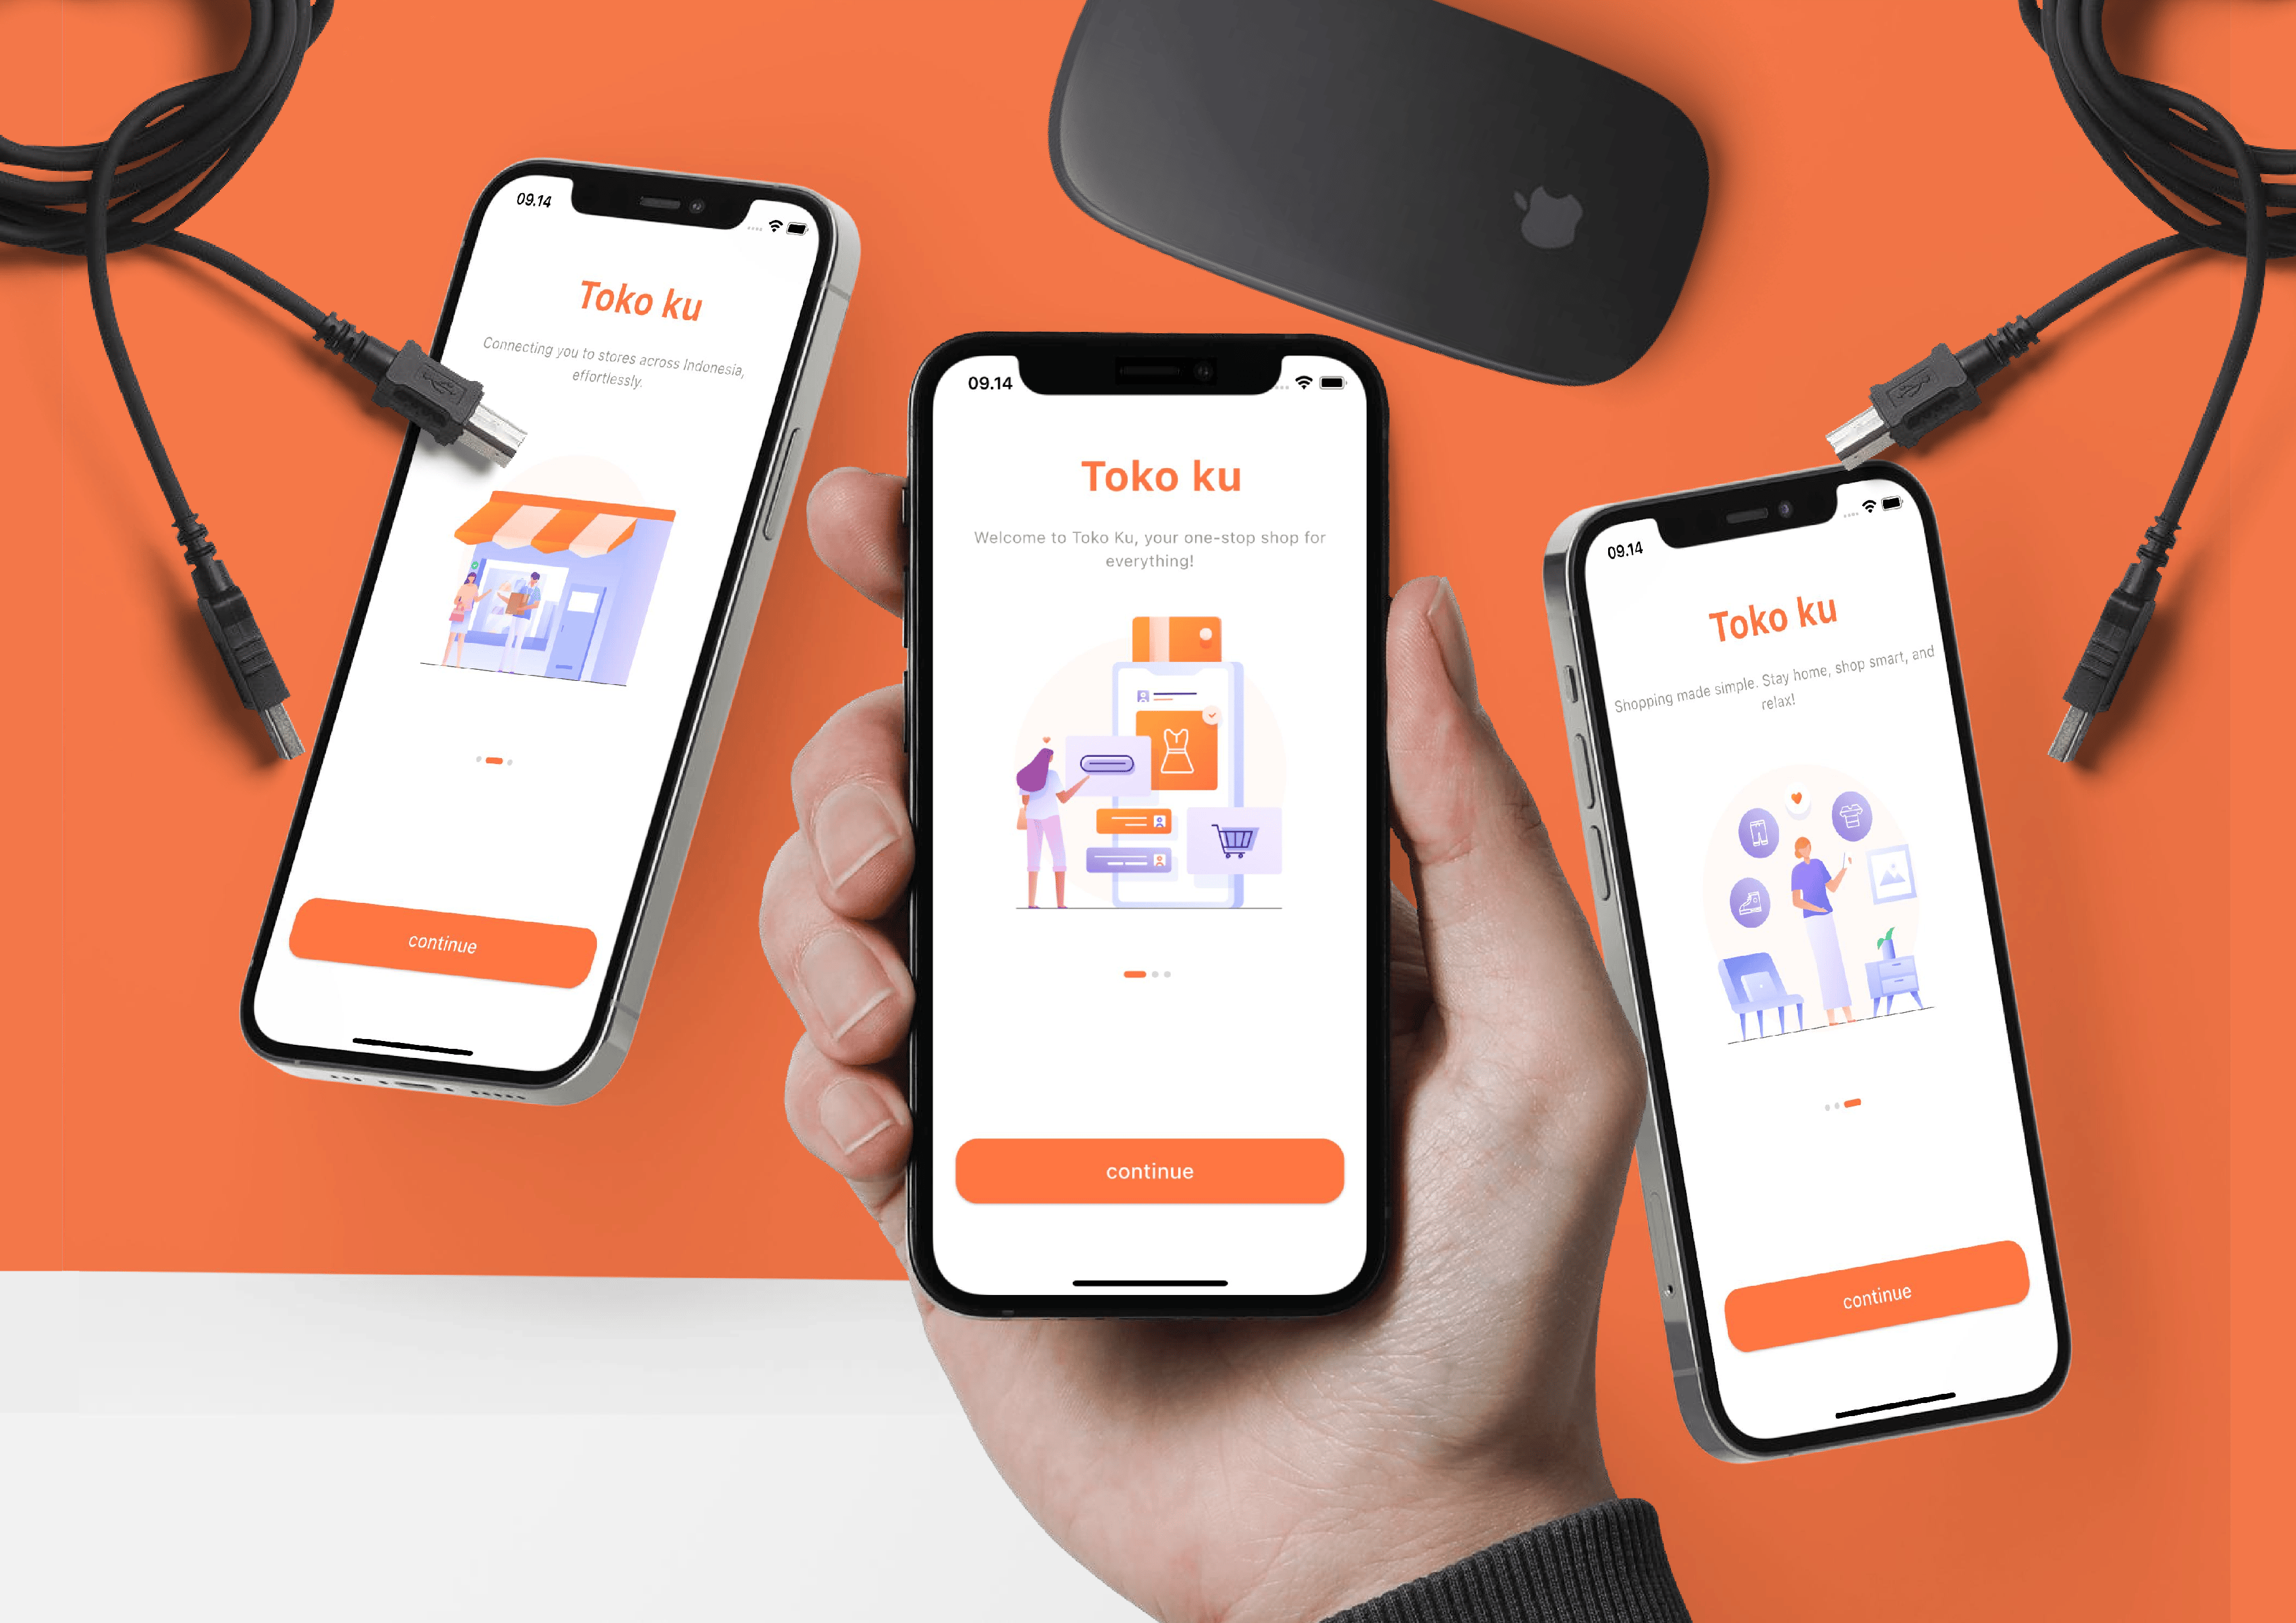 09.14
Toko ku
Connecting you to stores across Indonesia,
effortlessly.
continue
09.14
Toko ku
Welcome to Toko Ku, your one-stop shop for
everything!
continue
09.14
Toko ku
Shopping made simple. Stay home, shop smart, and
relax!
continue